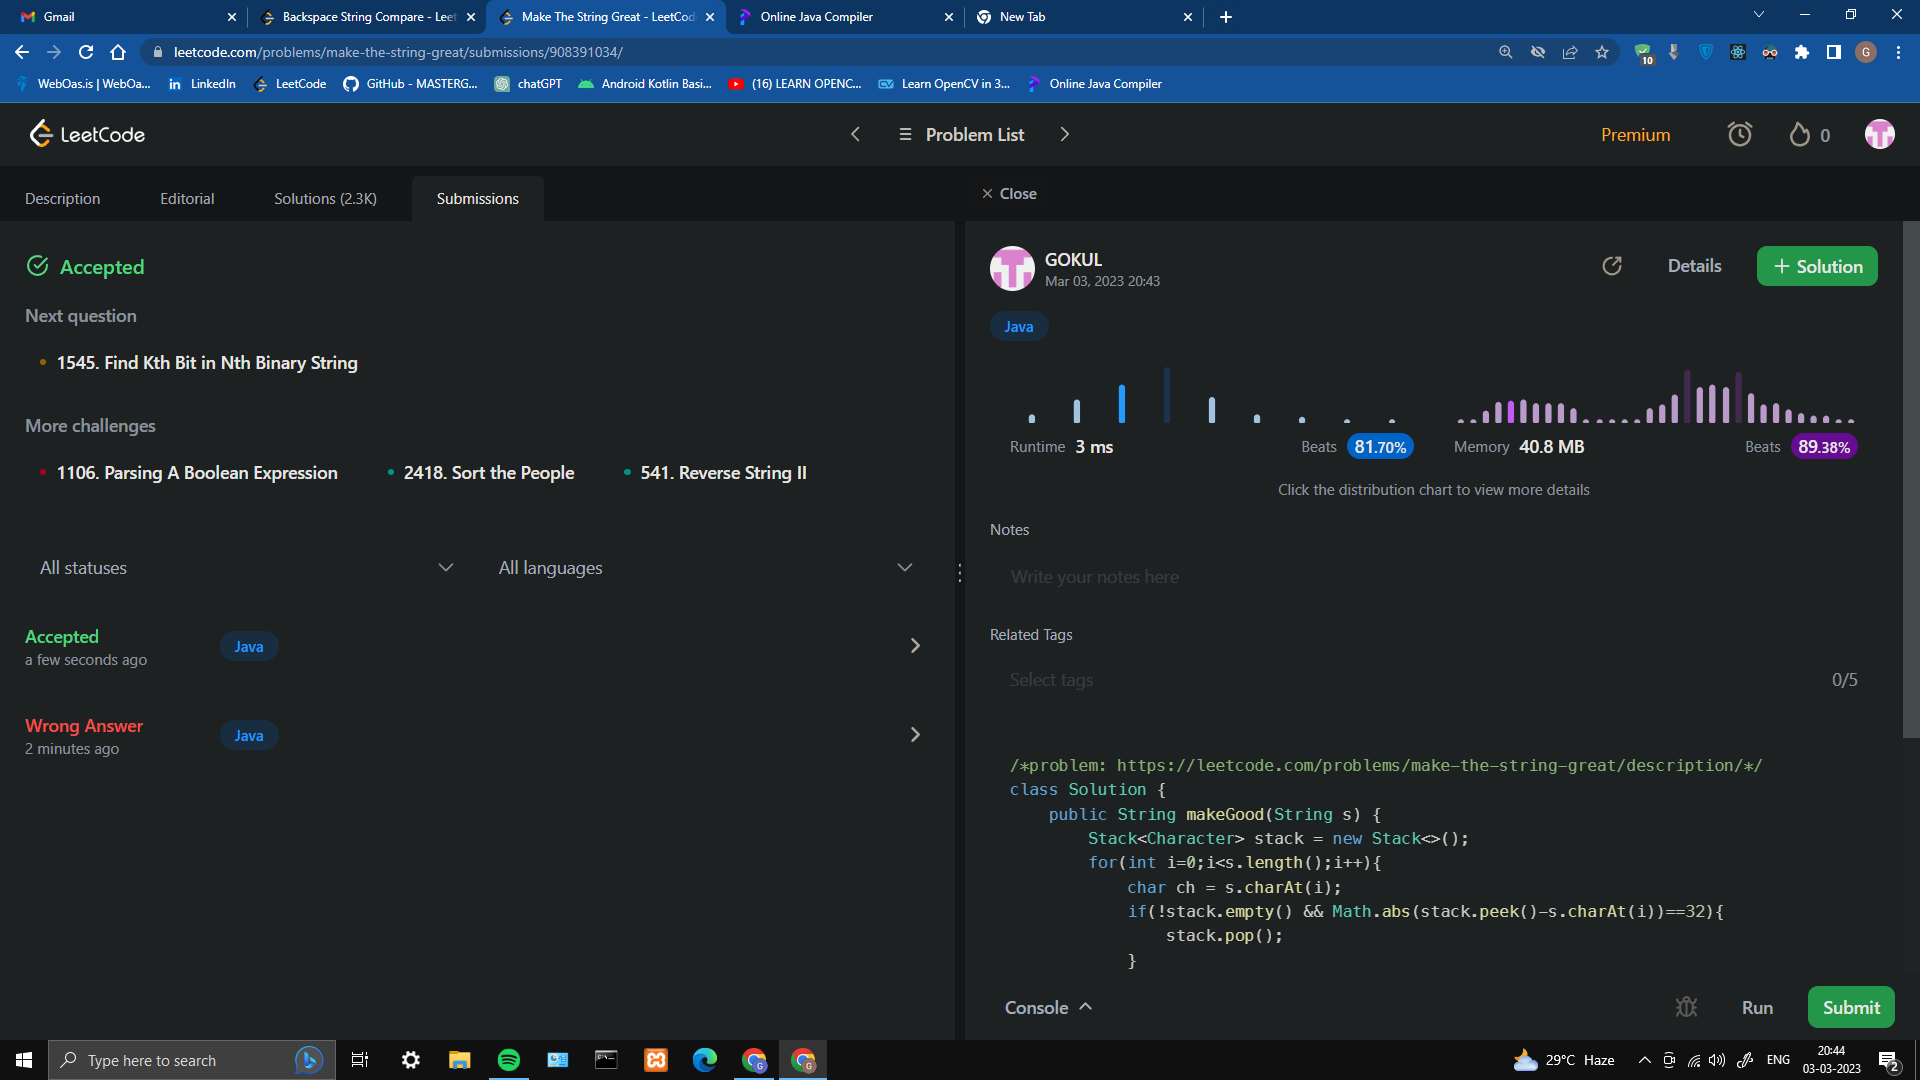 Gmail
Backspace String Compare - Leet
Make The String Great - LeetCod
Online Java Compiler
New Tab
leetcode.com/problems/make-the-string-great/submissions/908391034/
10
G
WebOas.is | WebOa...
LinkedIn
LeetCode
GitHub - MASTERG...
chatGPT
Android Kotlin Basi...
(16) LEARN OPENC...
Learn OpenCV in 3...
Online Java Compiler
LeetCode
Problem List
Premium
0
Description
Editorial
Solutions (2.3K)
Submissions
Close
Accepted
Next question
1545. Find Kth Bit in Nth Binary String
More challenges
1106. Parsing A Boolean Expression
2418. Sort the People
541. Reverse String II
All statuses
All languages
Accepted
a few seconds ago
Java
Wrong Answer
2 minutes ago
Java
GOKUL
Mar 03, 2023 20:43
Details
+ Solution
Java
Runtime 3 ms
Beats 81.70%
Memory 40.8 MB
Beats 89.38%
Click the distribution chart to view more details
Notes
Write your notes here
Related Tags
Select tags
0/5
/*problem: https://leetcode.com/problems/make-the-string-great/description/*/
class Solution {
public String makeGood(String s) {
Stack<Character> stack = new Stack<>();
for(int i=0;i<s.length();i++){
char ch = s.charAt(i);
if(!stack.empty() && Math.abs(stack.peek()-s.charAt(i))==32){
stack.pop();
}
Console
Run
Submit
Type here to search
29°C Haze
ENG
20:44
03-03-2023
2